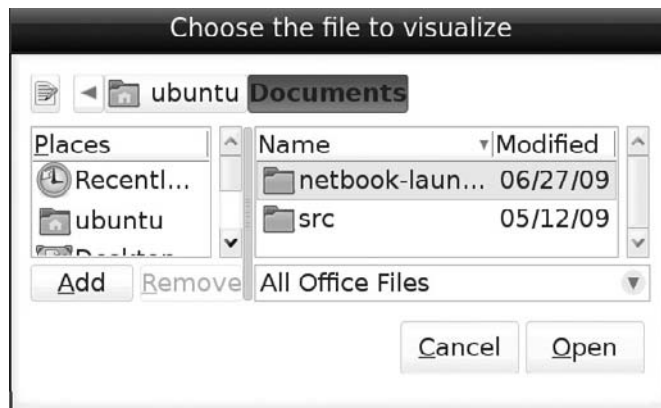 Choose the file to visualize
ubuntu Documents
Places
Name Modified
Recentl...
netbook-laun... 06/27/09
ubuntu
src 05/12/09
Desktop
Add Remove
All Office Files
Cancel Open